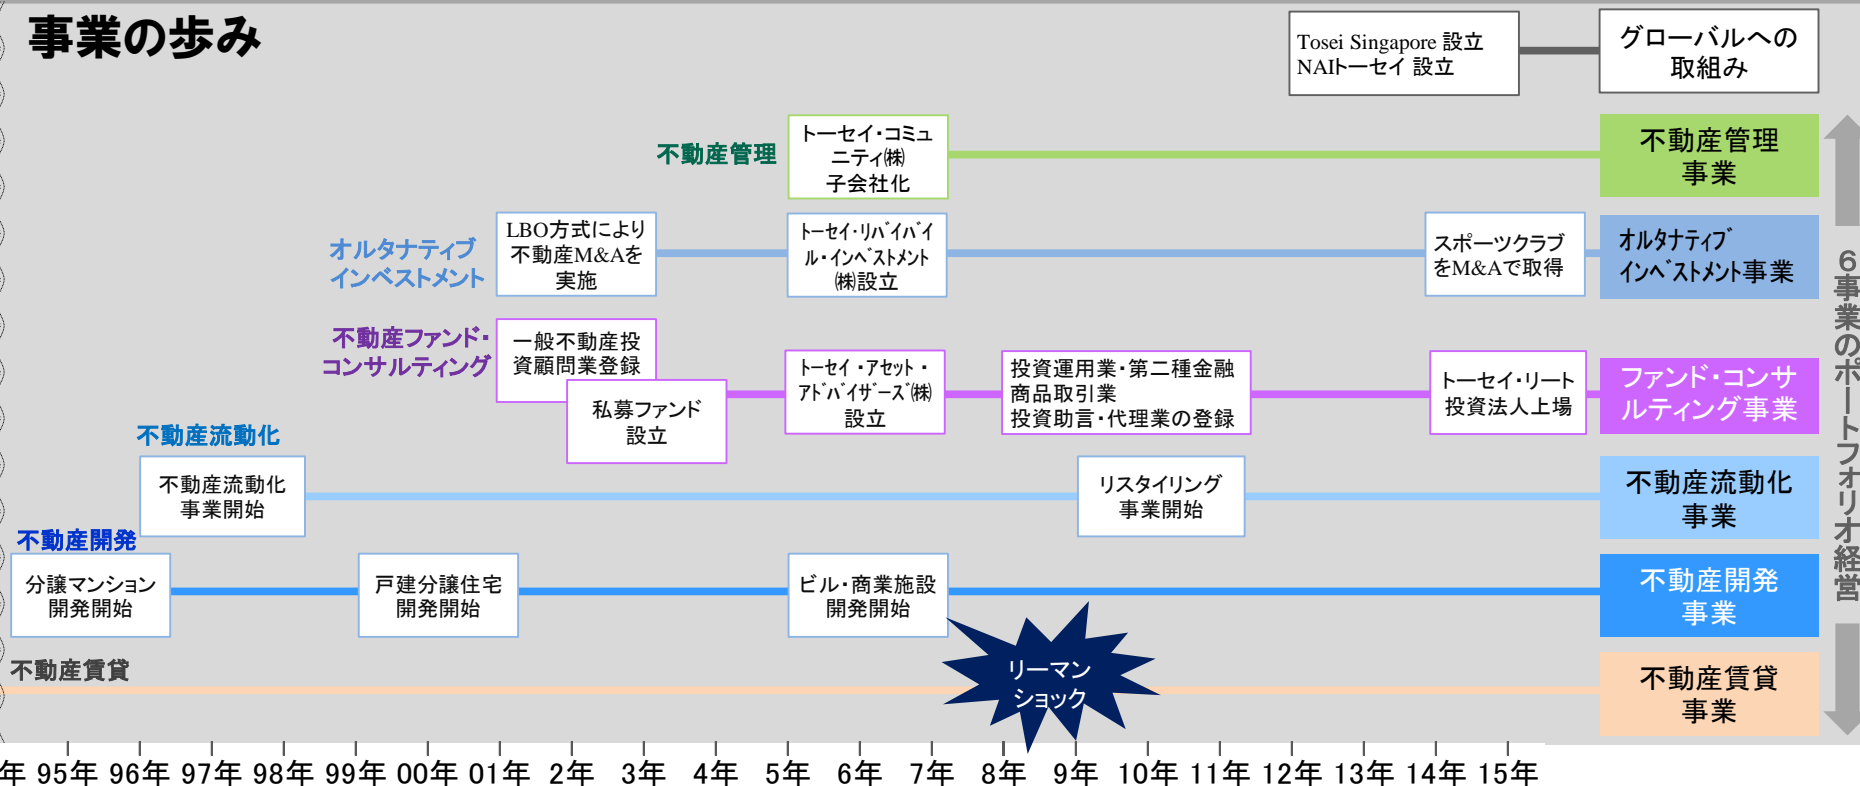 事業の歩み
Tosei Singapore 設立
NAIトーセイ 設立
グローバルへの
取組み
不動産管理
トーセイ・コミュ
ニティ㈱
子会社化
不動産管理
事業
オルタナティブ
インベストメント
LBO方式により
不動産M&Aを
実施
トーセイ・リバイバ
ル・インベストメント
㈱設立
スポーツクラブ
をM&Aで取得
オルタナティブ
インベストメント事業
不動産ファンド・
コンサルティング
一般不動産投
資顧問業登録
私募ファンド
設立
トーセイ・アセット・
アドバイザーズ㈱
設立
投資運用業・第二種金融
商品取引業
投資助言・代理業の登録
トーセイ・リート
投資法人上場
ファンド・コンサ
ルティング事業
不動産流動化
不動産流動化
事業開始
リスタイリング
事業開始
不動産流動化
事業
不動産開発
分譲マンション
開発開始
戸建分譲住宅
開発開始
ビル・商業施設
開発開始
不動産開発
事業
不動産賃貸
リーマン
ショック
不動産賃貸
事業
6事業のポートフォリオ経営
年 95年 96年 97年 98年 99年 00年 01年 2年 3年 4年 5年 6年 7年 8年 9年 10年 11年 12年 13年 14年 15年